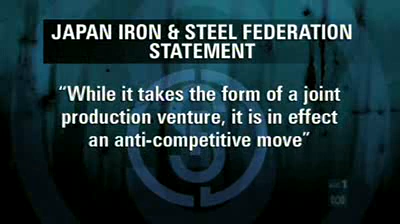 JAPAN IRON & STEEL FEDERATION
STATEMENT
“While it takes the form of a joint
production venture, it is in effect
an anti-competitive move”